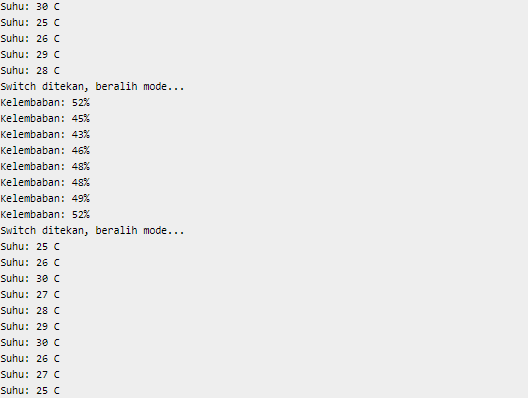 Suhu: 30 C
Suhu: 25 C
Suhu: 26 C
Suhu: 29 C
Suhu: 28 C
Switch ditekan, beralih mode...
Kelembaban: 52%
Kelembaban: 45%
Kelembaban: 43%
Kelembaban: 46%
Kelembaban: 48%
Kelembaban: 48%
Kelembaban: 49%
Kelembaban: 52%
Switch ditekan, beralih mode...
Suhu: 25 C
Suhu: 26 C
Suhu: 30 C
Suhu: 27 C
Suhu: 28 C
Suhu: 29 C
Suhu: 30 C
Suhu: 26 C
Suhu: 27 C
Suhu: 25 C